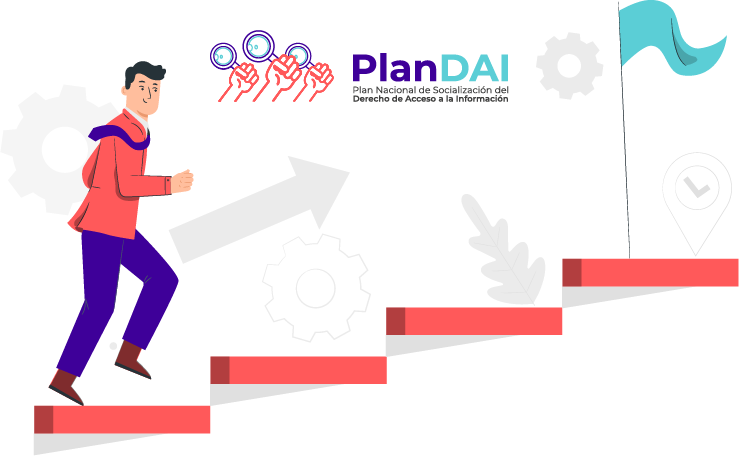 PlanDAI
Plan Nacional de Socialización del
Derecho de Acceso a la Información